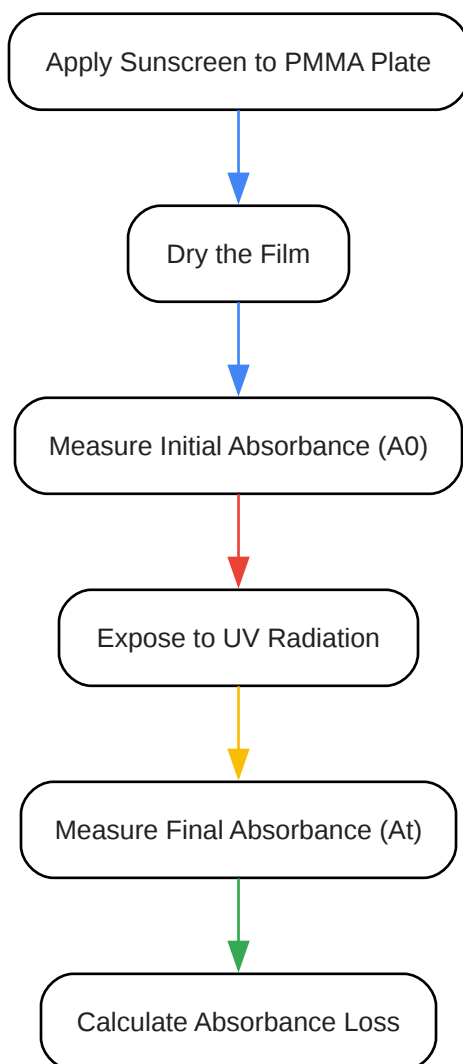 Apply Sunscreen to PMMA Plate
Dry the Film
Measure Initial Absorbance (A0)
Expose to UV Radiation
Measure Final Absorbance (At)
Calculate Absorbance Loss